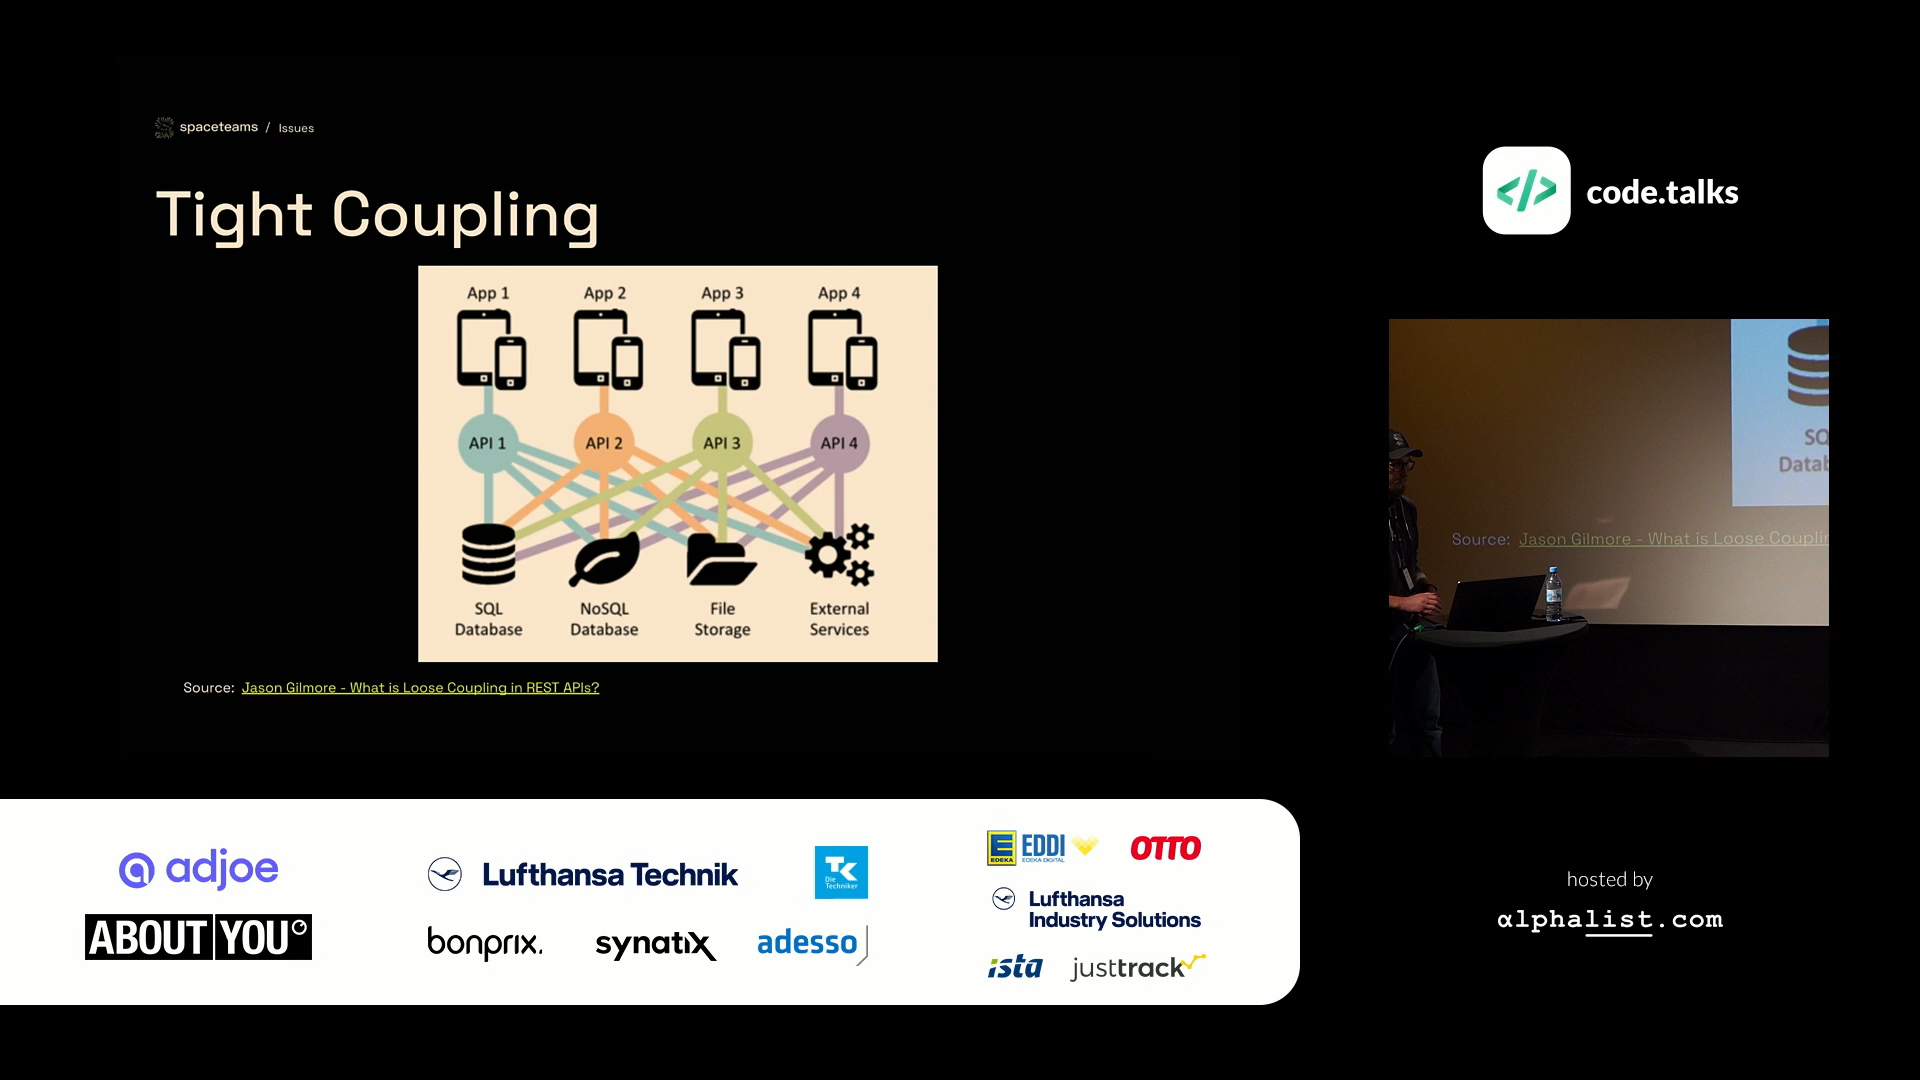 spaceteams / Issues
Tight Coupling
App 1 App 2 App 3 App 4
API 1 API 2 API 3 API 4
SQL Database
NoSQL Database
File Storage
External Services
Source: Jason Gilmore - What is Loose Coupling in REST APIs?
code.talks
SQ
Datab
Source: Jason Gilmore - What is Loose Couplin
adjoe
ABOUT YOU
Lufthansa Technik
TK
Die
Techniker
bonprix.
synatix
adesso
E
EDEKA
EDDI
EDEKA DIGITAL
OTTO
Lufthansa
Industry Solutions
ista
justtrack
hosted by
αlphalist.com